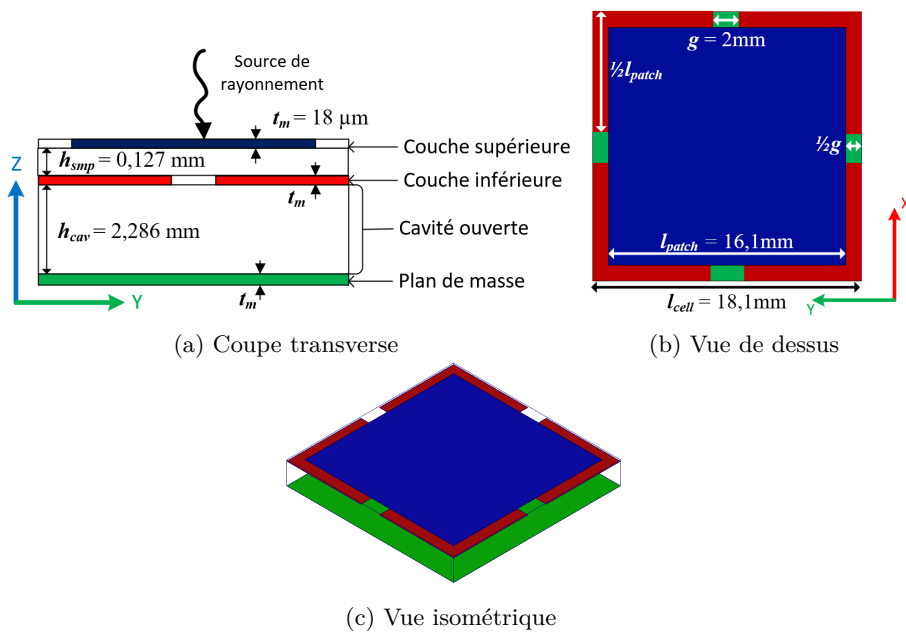 Source de
rayonnement
t_m = 18 µm
Couche supérieure
h_smp = 0,127 mm
Couche inférieure
t_m
Z
h_cav = 2,286 mm
Cavité ouverte
Plan de masse
t_m
Y
(a) Coupe transverse
g = 2mm
½l_patch
½g
l_patch = 16,1mm
X
Y
l_cell = 18,1mm
(b) Vue de dessus
(c) Vue isométrique